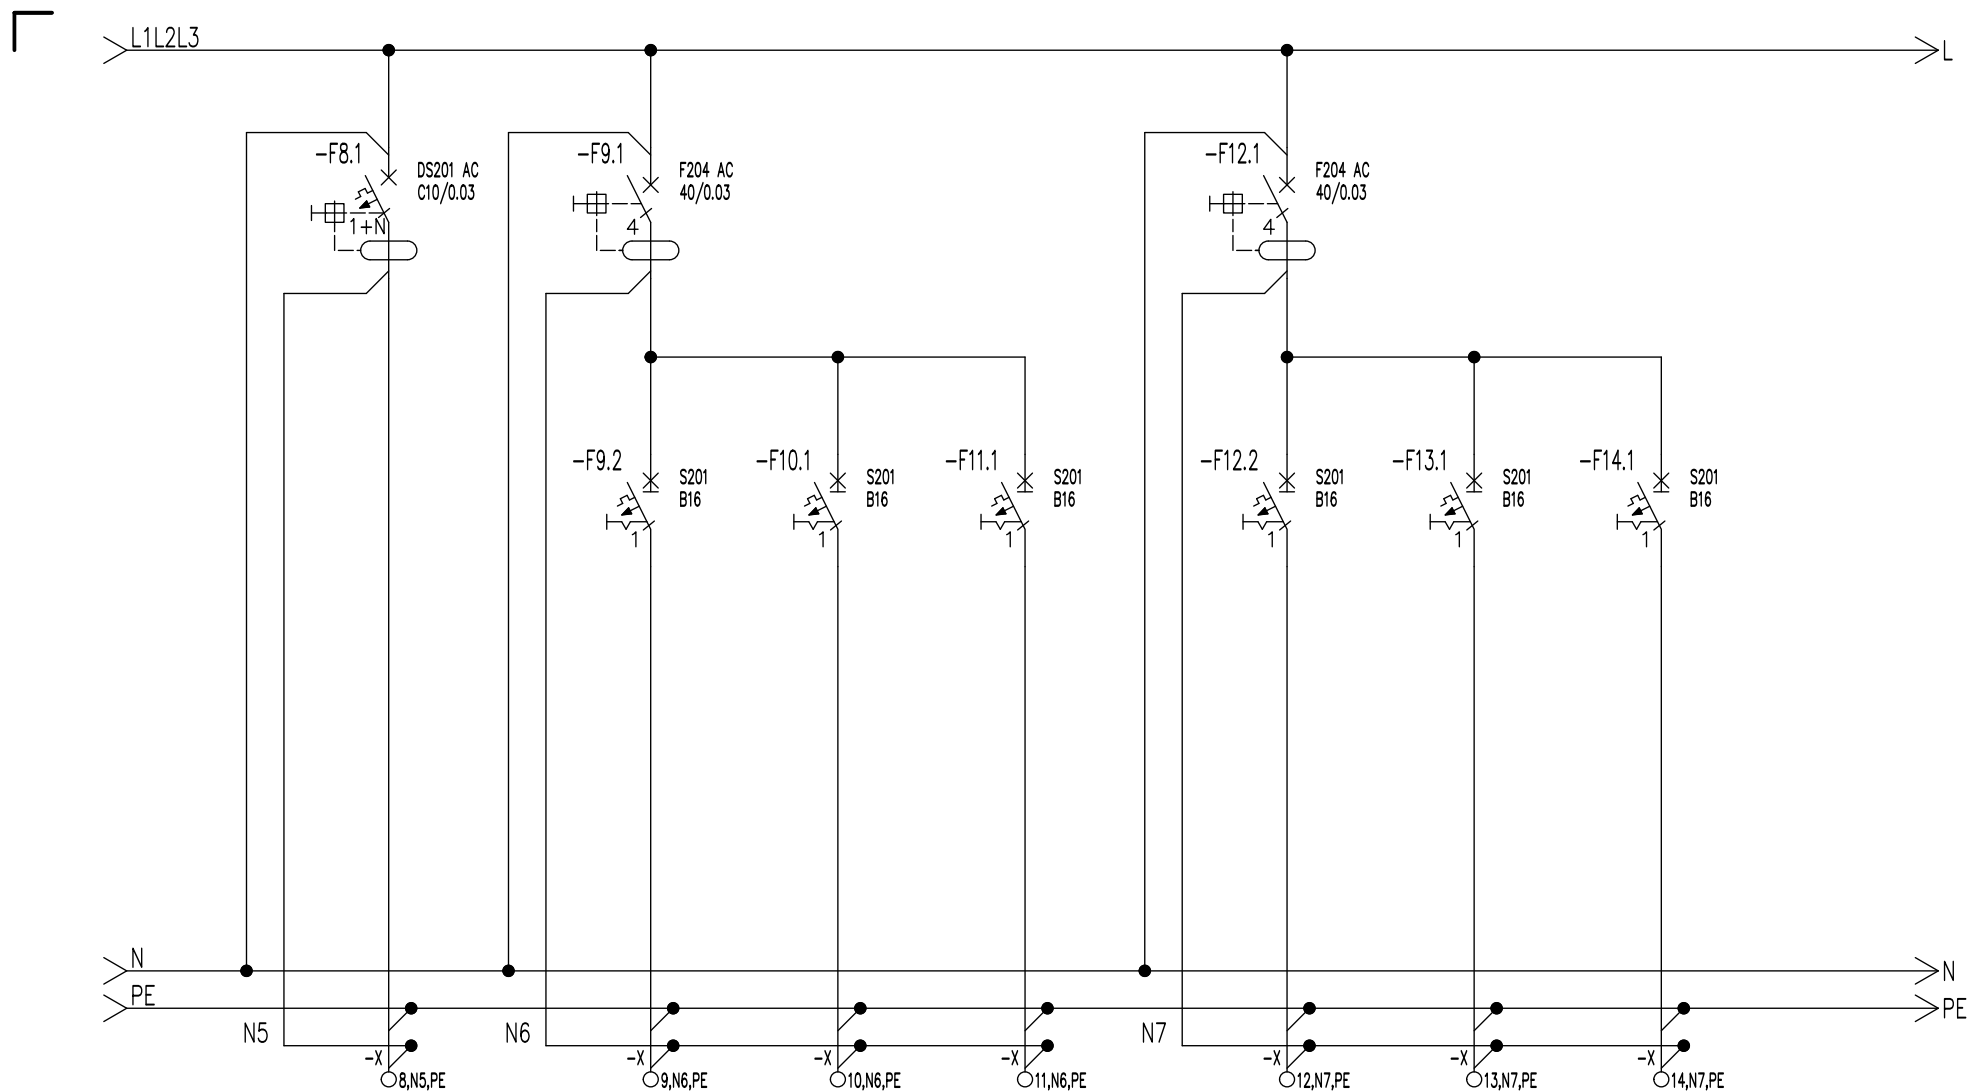 L1L2L3
L
-F8.1
DS201 AC
C10/0.03
1+N
-F9.1
F204 AC
40/0.03
4
-F12.1
F204 AC
40/0.03
4
-F9.2
S201
B16
1
-F10.1
S201
B16
1
-F11.1
S201
B16
1
-F12.2
S201
B16
1
-F13.1
S201
B16
1
-F14.1
S201
B16
1
N
N
PE
PE
N5
N6
N7
-X
8,N5,PE
-X
9,N6,PE
-X
10,N6,PE
-X
11,N6,PE
-X
12,N7,PE
-X
13,N7,PE
-X
14,N7,PE